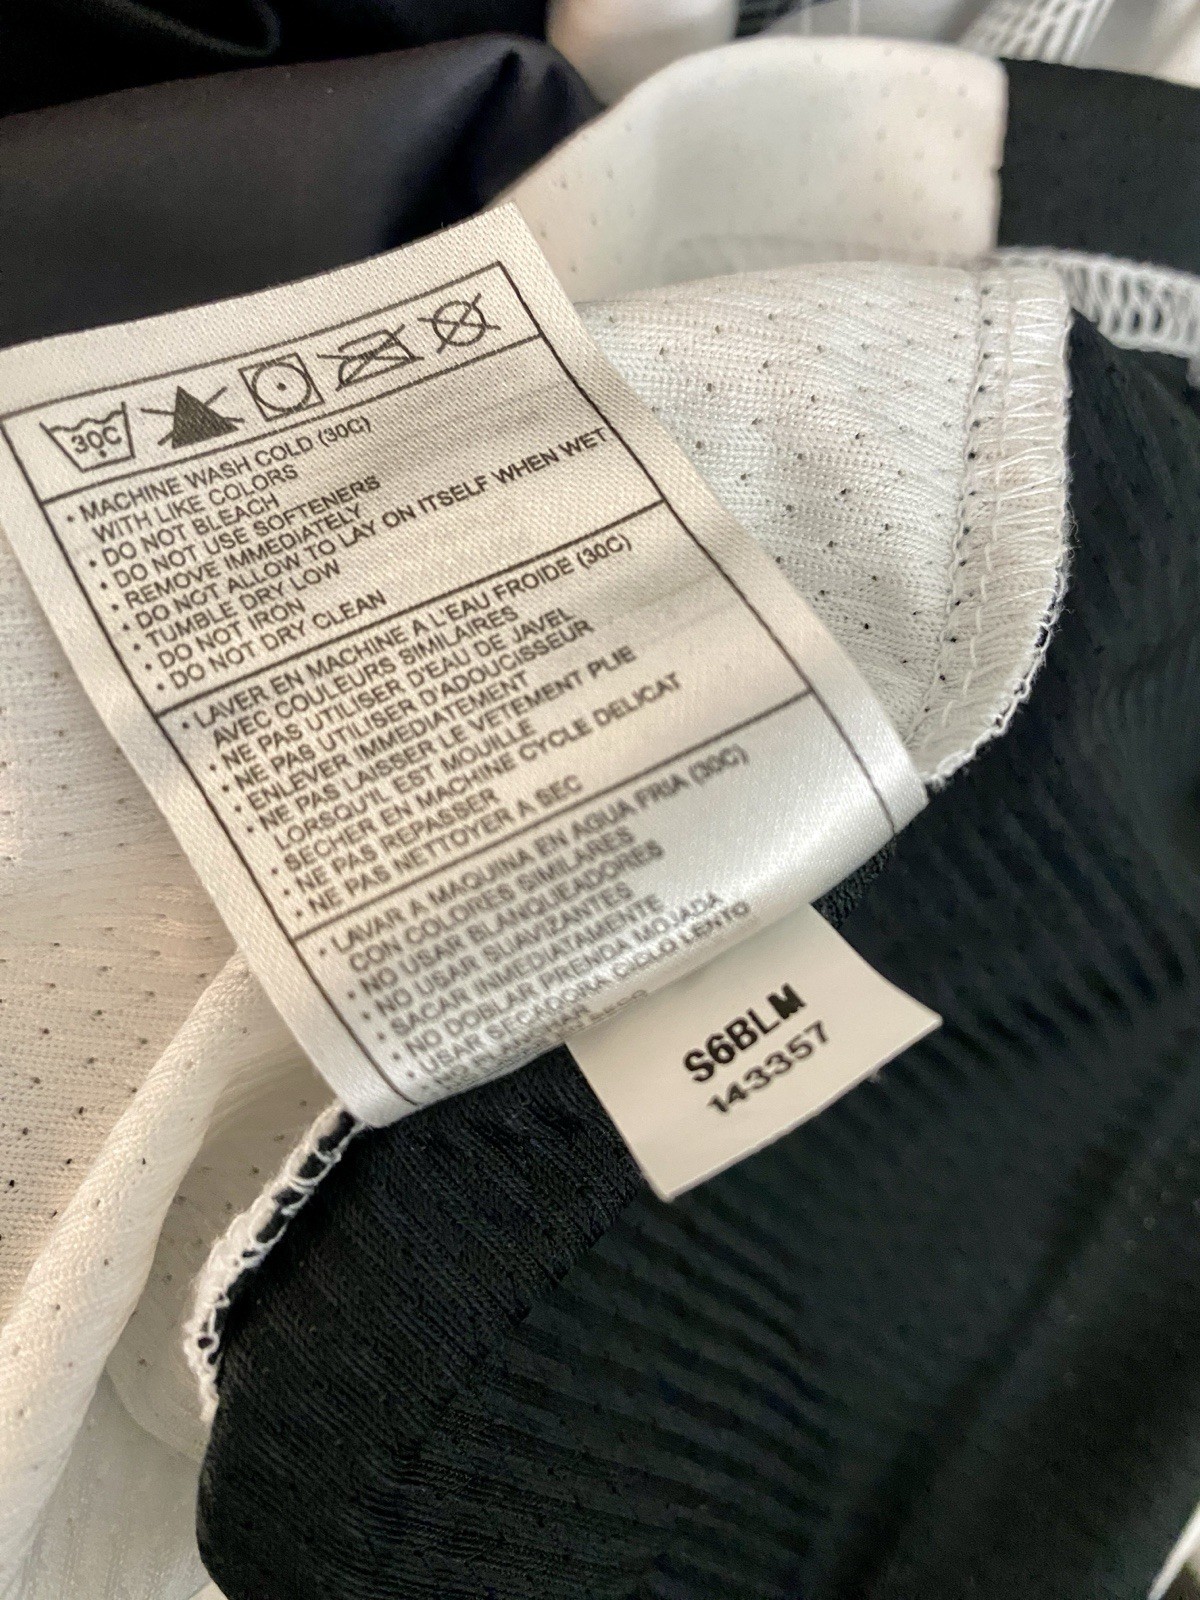 30C
• MACHINE WASH COLD (30C)
WITH LIKE COLORS
• DO NOT BLEACH
• DO NOT USE SOFTENERS
• REMOVE IMMEDIATELY
• DO NOT ALLOW TO LAY ON ITSELF WHEN WET
• TUMBLE DRY LOW
• DO NOT IRON
• DO NOT DRY CLEAN
• LAVER EN MACHINE A L'EAU FROIDE (30C)
AVEC COULEURS SIMILAIRES
• NE PAS UTILISER D'EAU DE JAVEL
• NE PAS UTILISER D'ADOUCISSEUR
• ENLEVER IMMEDIATEMENT
• NE PAS LAISSER LE VETEMENT PLIE
LORSQU'IL EST MOUILLE
• SECHER EN MACHINE CYCLE DELICAT
• NE PAS REPASSER
• NE PAS NETTOYER A SEC
• LAVAR A MAQUINA EN AGUA FRIA (30C)
CON COLORES SIMILARES
• NO USAR BLANQUEADORES
• NO USAR SUAVIZANTES
• SACAR INMEDIATAMENTE
• NO DOBLAR PRENDA MOJADA
• USAR SECADORA CICLO LENTO
S6BLM
143357